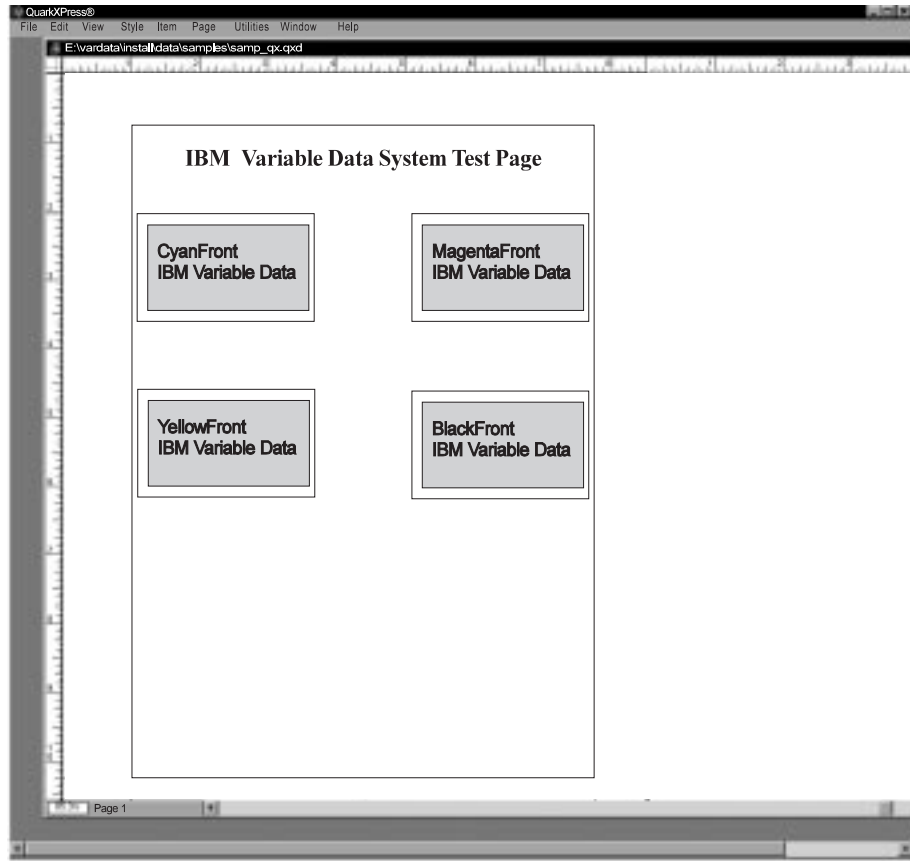 QuarkXPress®
File Edit View Style Item Page Utilities Window Help
E:\vardata\install\data\samples\samp_qx.qxd
IBM Variable Data System Test Page
CyanFront
IBM Variable Data
MagentaFront
IBM Variable Data
YellowFront
IBM Variable Data
BlackFront
IBM Variable Data
Page 1